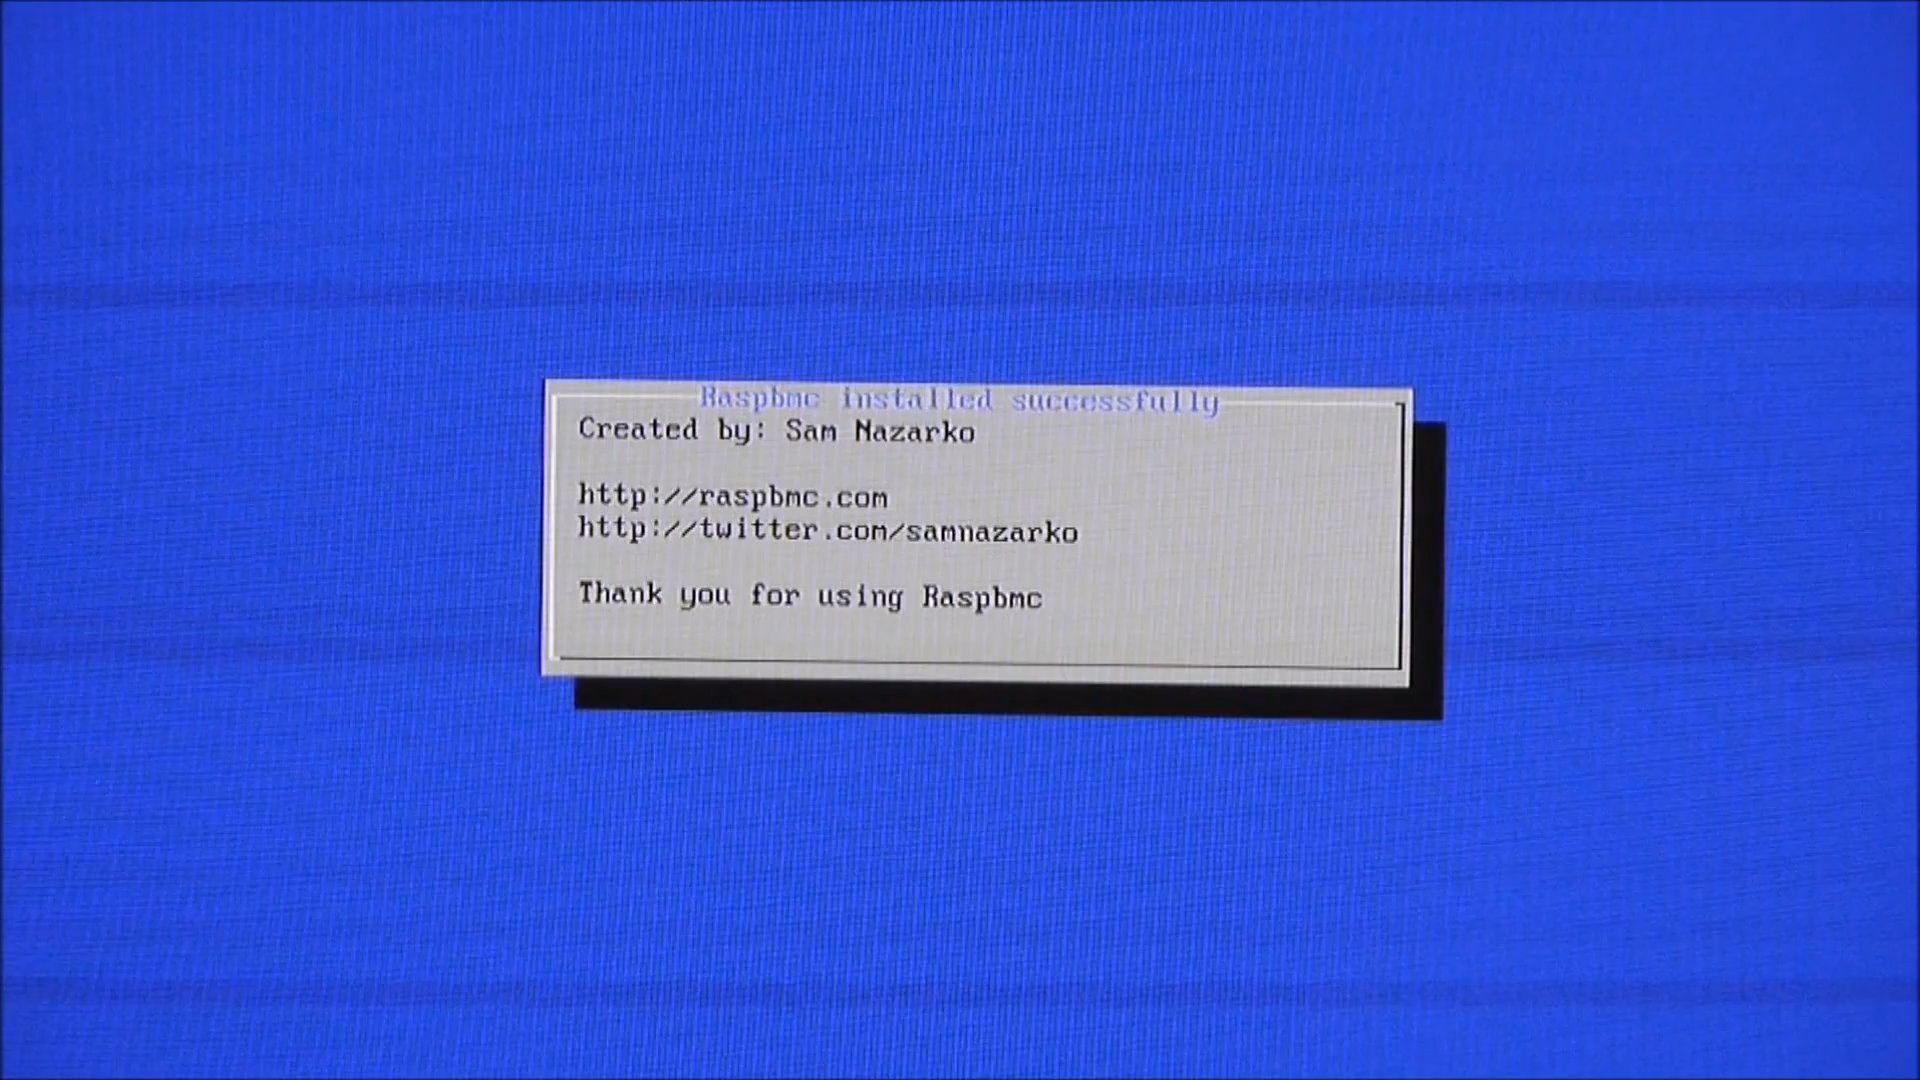 Raspbmc installed successfully
Created by: Sam Nazarko
http://raspbmc.com
http://twitter.com/samnazarko
Thank you for using Raspbmc